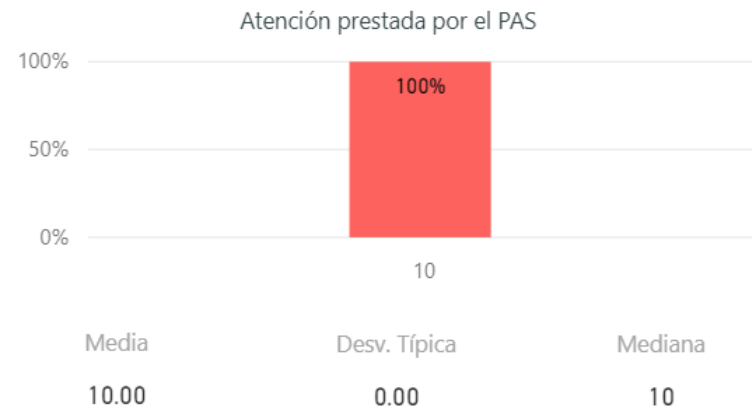 Atención prestada por el PAS
100%
100%
50%
0%
10
Media Desv. Típica Mediana
10.00 0.00 10